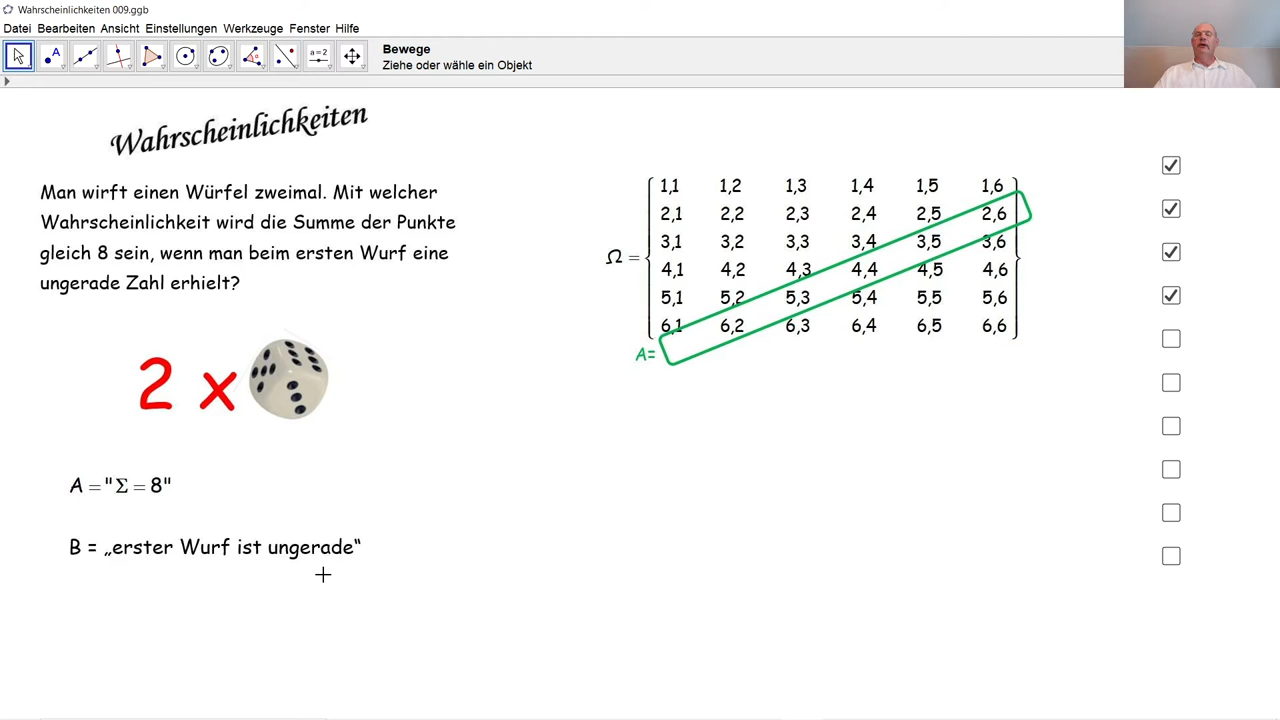 Wahrscheinlichkeiten 009.ggb
Datei Bearbeiten Ansicht Einstellungen Werkzeuge Fenster Hilfe
A
a=2
Bewege
Ziehe oder wähle ein Objekt
Wahrscheinlichkeiten
Man wirft einen Würfel zweimal. Mit welcher
Wahrscheinlichkeit wird die Summe der Punkte
gleich 8 sein, wenn man beim ersten Wurf eine
ungerade Zahl erhielt?
2 x
A = "Σ = 8"
B = „erster Wurf ist ungerade“
Ω =
1,1 1,2 1,3 1,4 1,5 1,6
2,1 2,2 2,3 2,4 2,5 2,6
3,1 3,2 3,3 3,4 3,5 3,6
4,1 4,2 4,3 4,4 4,5 4,6
5,1 5,2 5,3 5,4 5,5 5,6
6,1 6,2 6,3 6,4 6,5 6,6
A=